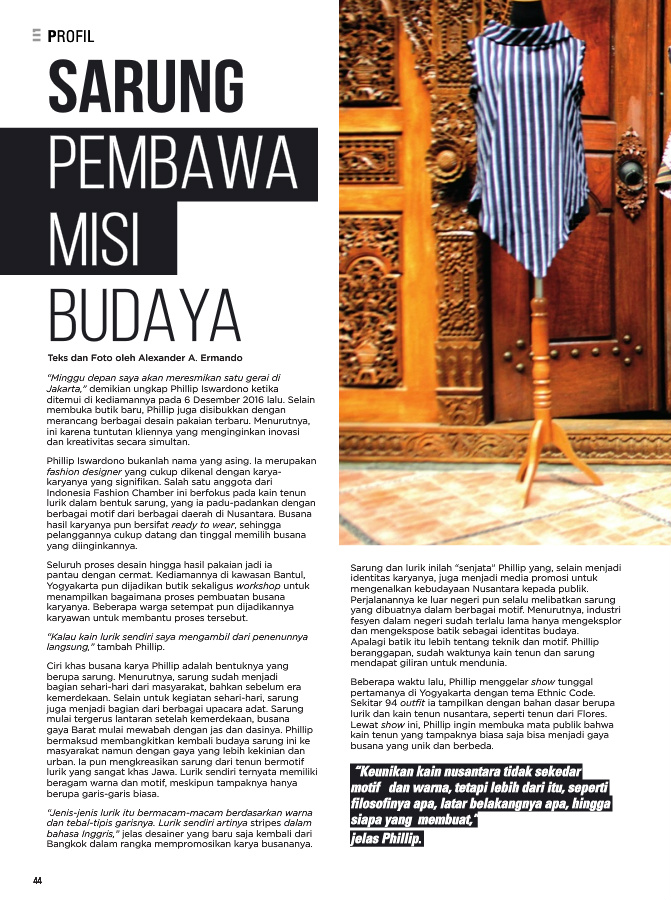 PROFIL
SARUNG
PEMBAWA
MISI
BUDAYA
Teks dan Foto oleh Alexander A. Ermando
“Minggu depan saya akan meresmikan satu gerai di
Jakarta,” demikian ungkap Phillip Iswardono ketika
ditemui di kediamannya pada 6 Desember 2016 lalu. Selain
membuka butik baru, Phillip juga disibukkan dengan
merancang berbagai desain pakaian terbaru. Menurutnya,
ini karena tuntutan kliennya yang menginginkan inovasi
dan kreativitas secara simultan.
Phillip Iswardono bukanlah nama yang asing. Ia merupakan
fashion designer yang cukup dikenal dengan karya-
karyanya yang signifikan. Salah satu anggota dari
Indonesia Fashion Chamber ini berfokus pada kain tenun
lurik dalam bentuk sarung, yang ia padu-padankan dengan
berbagai motif dari berbagai daerah di Nusantara. Busana
hasil karyanya pun bersifat ready to wear, sehingga
pelanggannya cukup datang dan tinggal memilih busana
yang diinginkannya.
Seluruh proses desain hingga hasil pakaian jadi ia
pantau dengan cermat. Kediamannya di kawasan Bantul,
Yogyakarta pun dijadikan butik sekaligus workshop untuk
menampilkan bagaimana proses pembuatan busana
karyanya. Beberapa warga setempat pun dijadikannya
karyawan untuk membantu proses tersebut.
“Kalau kain lurik sendiri saya mengambil dari penenunnya
langsung,” tambah Phillip.
Ciri khas busana karya Phillip adalah bentuknya yang
berupa sarung. Menurutnya, sarung sudah menjadi
bagian sehari-hari dari masyarakat, bahkan sebelum era
kemerdekaan. Selain untuk kegiatan sehari-hari, sarung
juga menjadi bagian dari berbagai upacara adat. Sarung
mulai tergerus lantaran setelah kemerdekaan, busana
gaya Barat mulai mewabah dengan jas dan dasinya. Phillip
bermaksud membangkitkan kembali budaya sarung ini ke
masyarakat namun dengan gaya yang lebih kekinian dan
urban. Ia pun mengkreasikan sarung dari tenun bermotif
lurik yang sangat khas Jawa. Lurik sendiri ternyata memiliki
beragam warna dan motif, meskipun tampaknya hanya
berupa garis-garis biasa.
“Jenis-jenis lurik itu bermacam-macam berdasarkan warna
dan tebal-tipis garisnya. Lurik sendiri artinya stripes dalam
bahasa Inggris,” jelas desainer yang baru saja kembali dari
Bangkok dalam rangka mempromosikan karya busananya.
Sarung dan lurik inilah “senjata” Phillip yang, selain menjadi
identitas karyanya, juga menjadi media promosi untuk
mengenalkan kebudayaan Nusantara kepada publik.
Perjalanannya ke luar negeri pun selalu melibatkan sarung
yang dibuatnya dalam berbagai motif. Menurutnya, industri
fesyen dalam negeri sudah terlalu lama hanya mengeksplor
dan mengekspose batik sebagai identitas budaya.
Apalagi batik itu lebih tentang teknik dan motif. Phillip
beranggapan, sudah waktunya kain tenun dan sarung
mendapat giliran untuk mendunia.
Beberapa waktu lalu, Phillip menggelar show tunggal
pertamanya di Yogyakarta dengan tema Ethnic Code.
Sekitar 94 outfit ia tampilkan dengan bahan dasar berupa
lurik dan kain tenun nusantara, seperti tenun dari Flores.
Lewat show ini, Phillip ingin membuka mata publik bahwa
kain tenun yang tampaknya biasa saja bisa menjadi gaya
busana yang unik dan berbeda.
“Keunikan kain nusantara tidak sekedar
motif dan warna, tetapi lebih dari itu, seperti
filosofinya apa, latar belakangnya apa, hingga
siapa yang membuat,”
jelas Phillip.
44